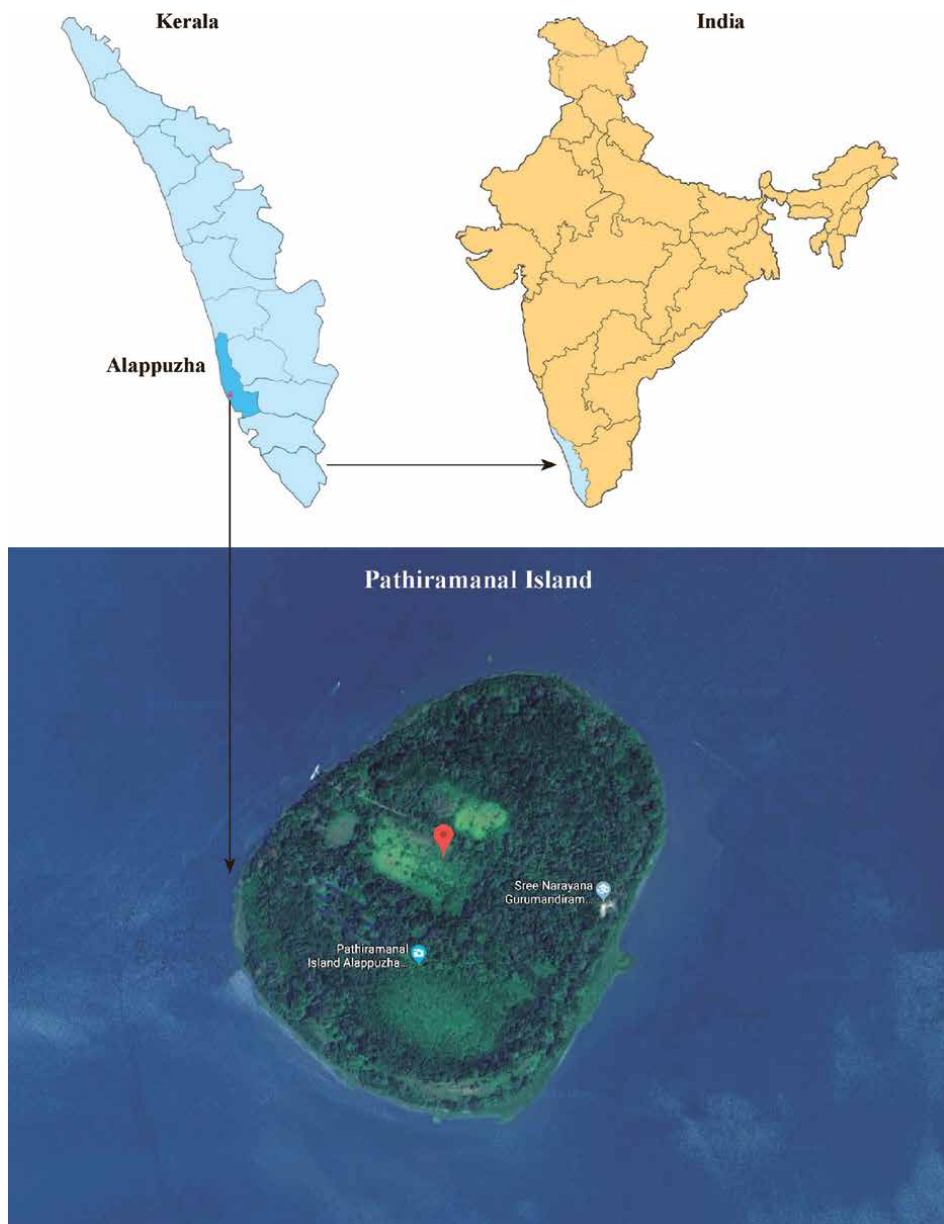 Kerala
India
Alappuzha
Pathiramanal Island
Sree Narayana
Gurumandiram...
Pathiramanal
Island Alappuzha...